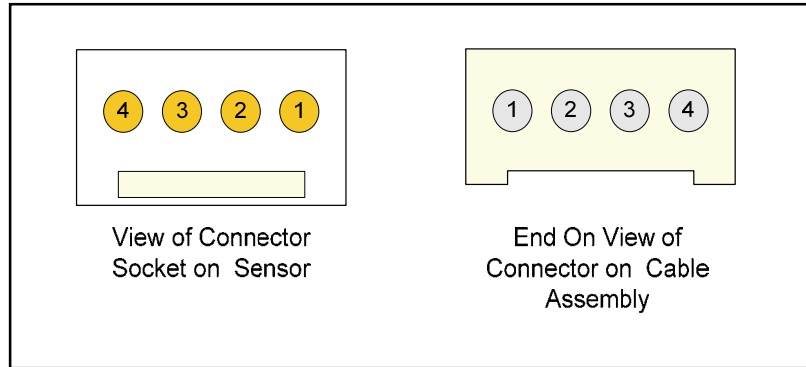 4 3 2 1
1 2 3 4
View of Connector
Socket on Sensor
End On View of
Connector on Cable
Assembly